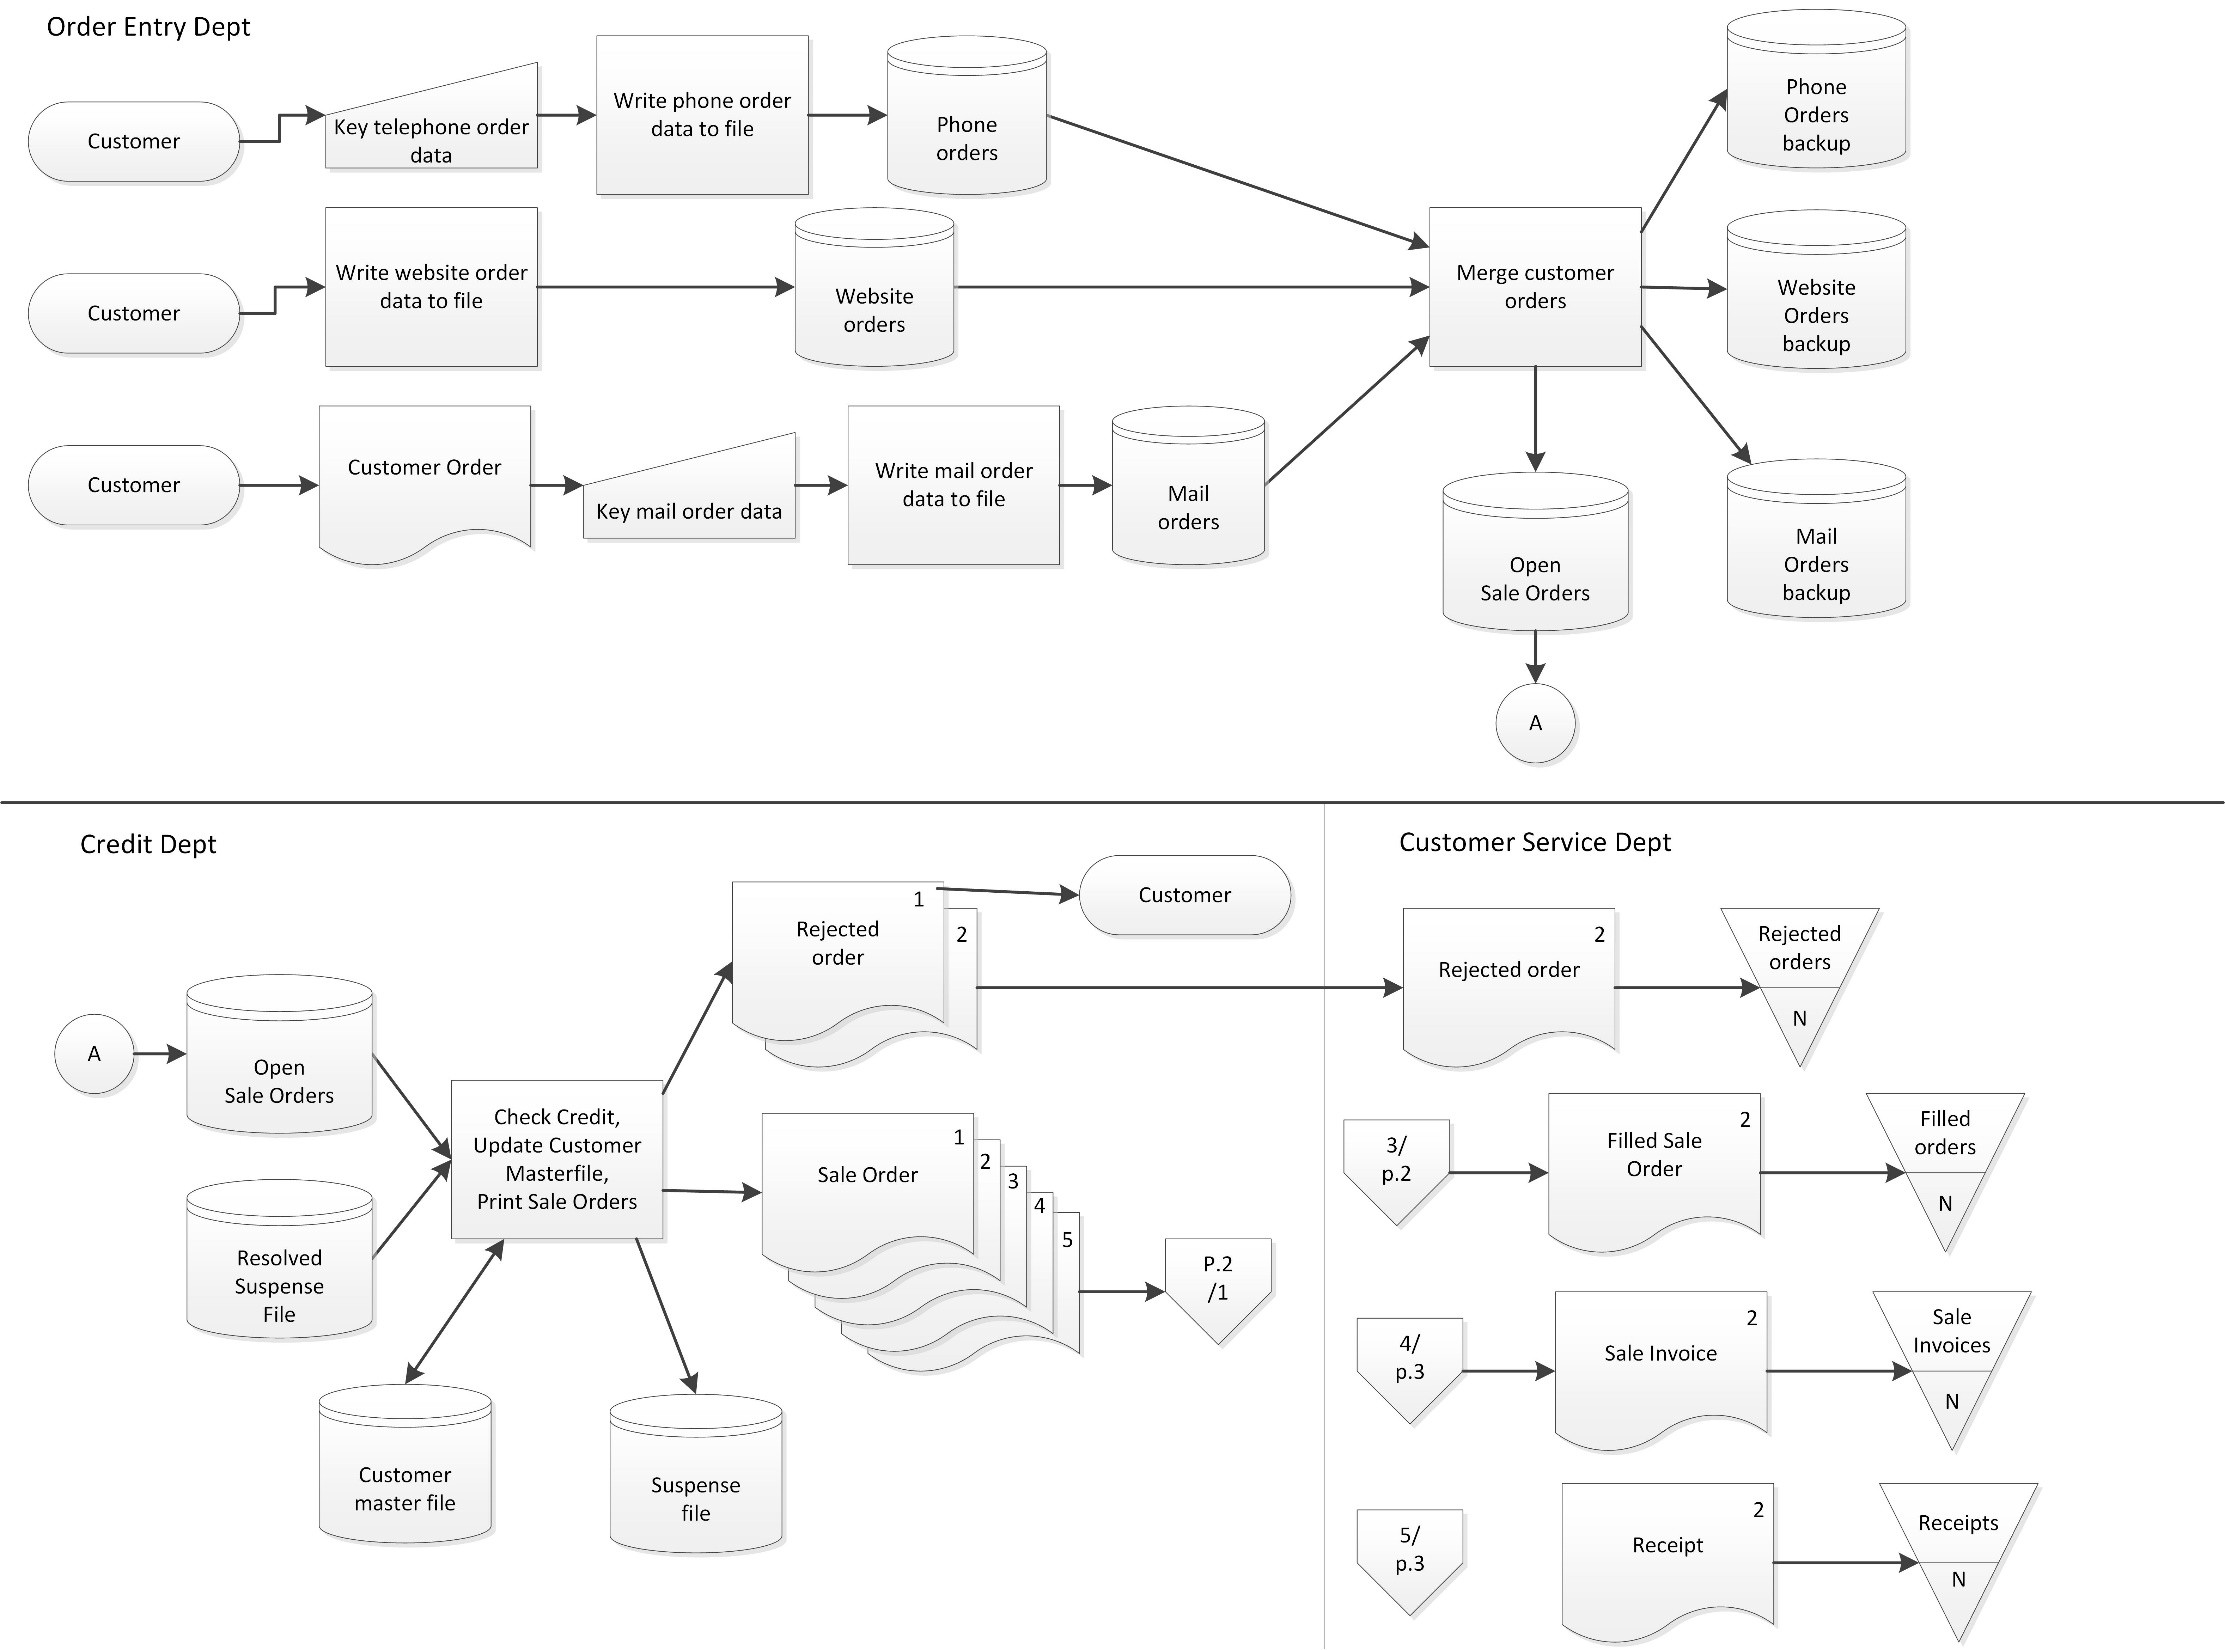 Order Entry Dept
Customer
Key telephone order
data
Write phone order
data to file
Phone
orders
Phone
Orders
backup
Customer
Write website order
data to file
Website
orders
Merge customer
orders
Website
Orders
backup
Customer
Customer Order
Key mail order data
Write mail order
data to file
Mail
orders
Open
Sale Orders
Mail
Orders
backup
A
Credit Dept
A
Open
Sale Orders
Resolved
Suspense
File
Check Credit,
Update Customer
Masterfile,
Print Sale Orders
Customer
master file
Suspense
file
1
Rejected
order
2
Customer
1
Sale Order
2
3
4
5
P.2
/1
Customer Service Dept
2
Rejected order
Rejected
orders
N
3/
p.2
2
Filled Sale
Order
Filled
orders
N
4/
p.3
2
Sale Invoice
Sale
Invoices
N
5/
p.3
2
Receipt
Receipts
N